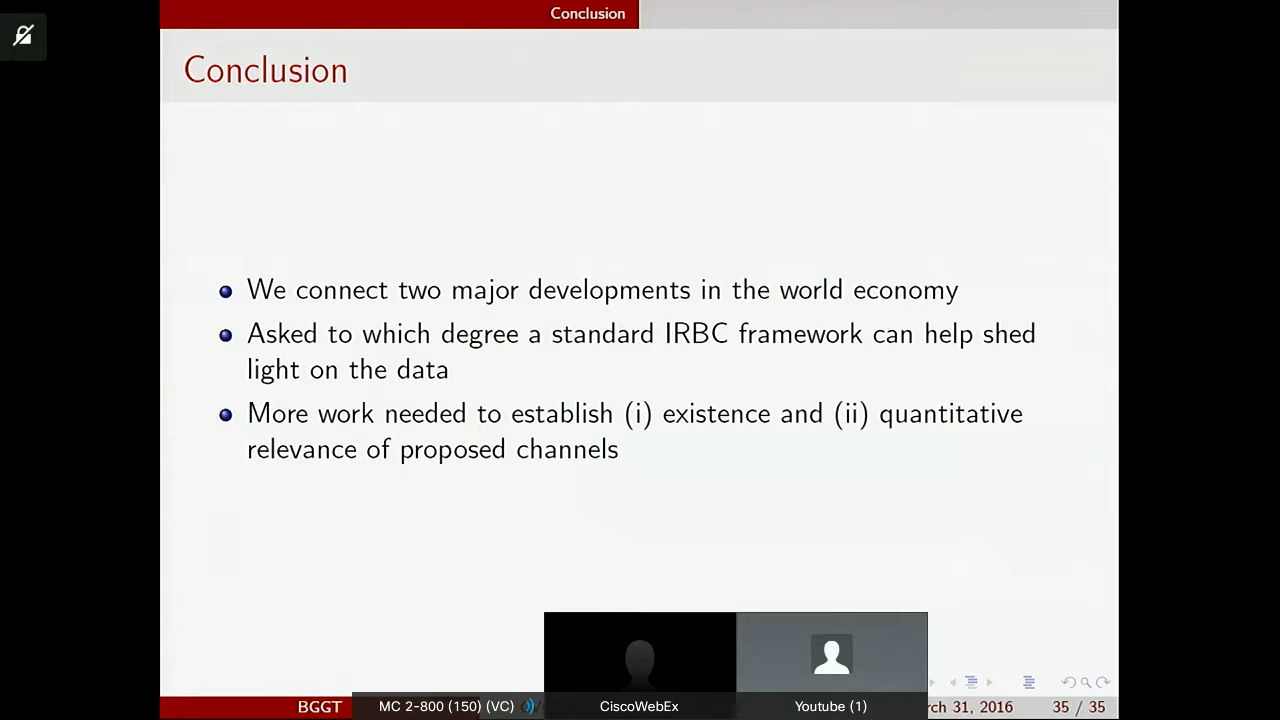 Conclusion
Conclusion
We connect two major developments in the world economy
Asked to which degree a standard IRBC framework can help shed
light on the data
More work needed to establish (i) existence and (ii) quantitative
relevance of proposed channels
BGGT
MC 2-800 (150) (VC)
CiscoWebEx
Youtube (1)
31, 2016
35 / 35